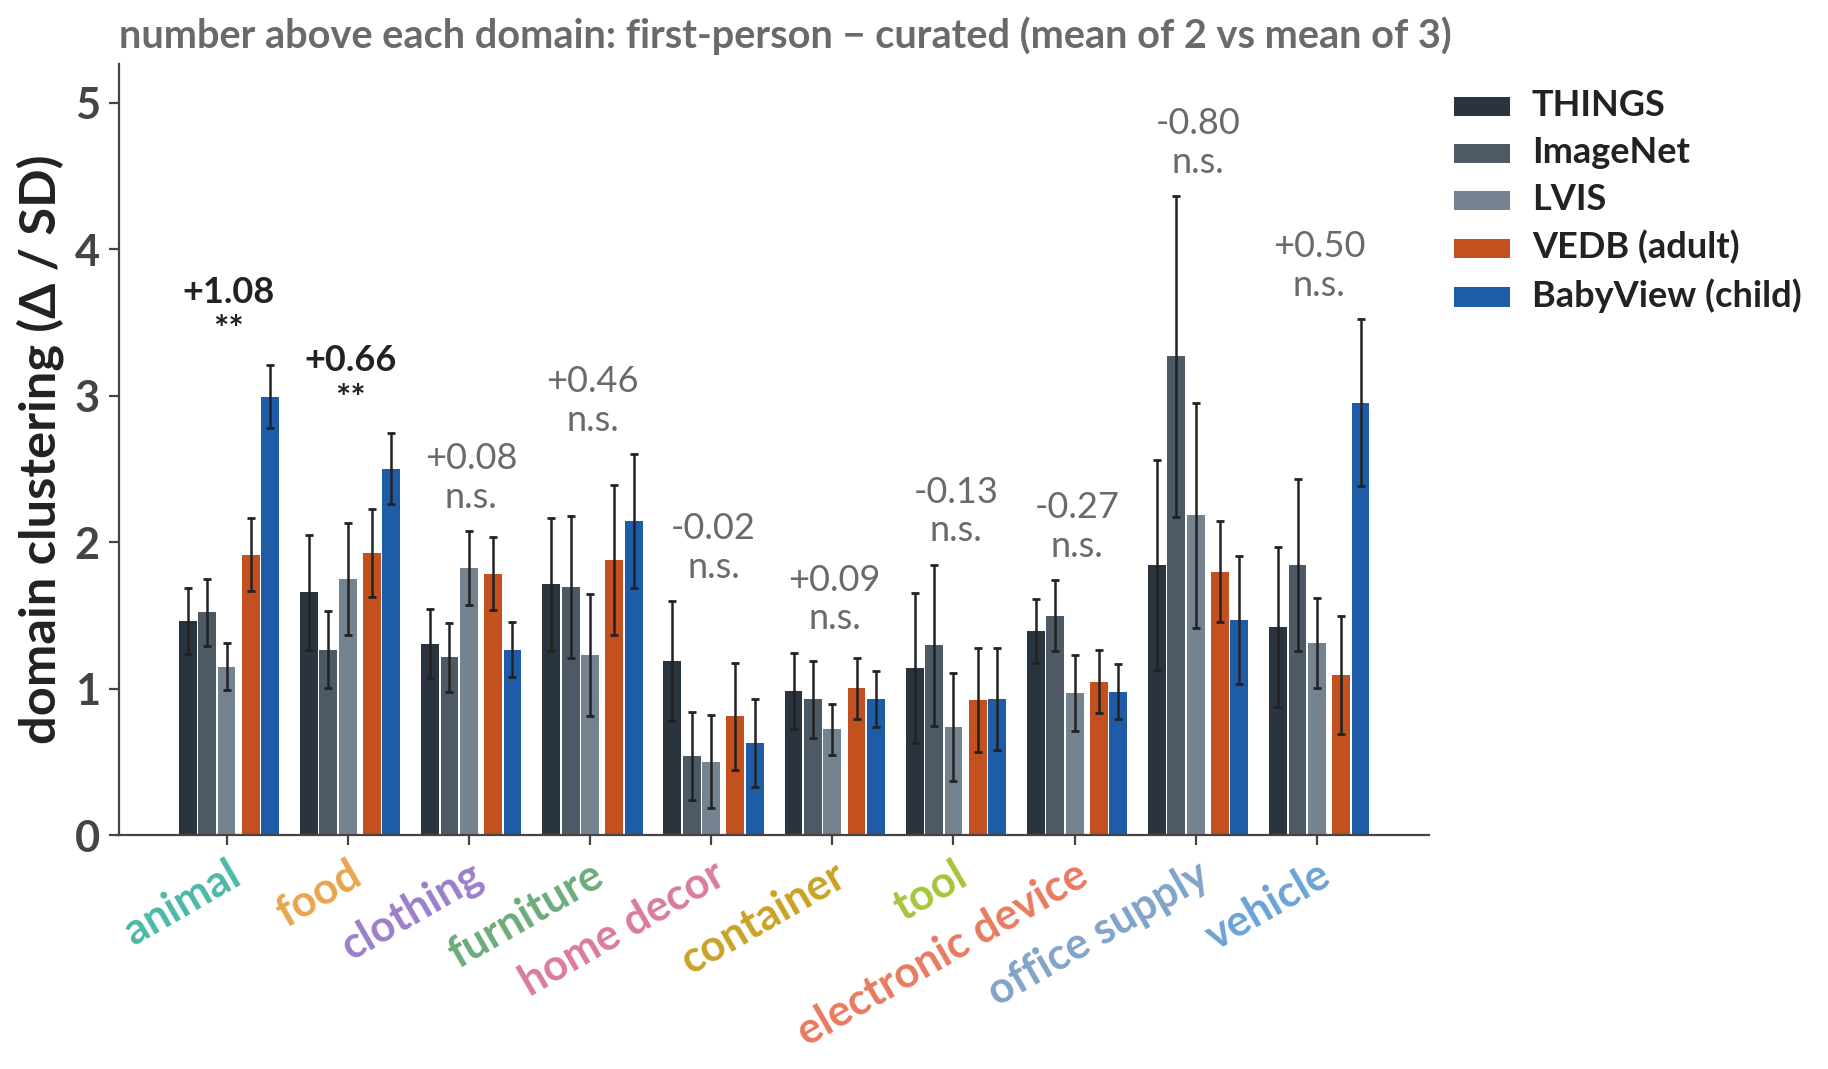 number above each domain: first-person − curated (mean of 2 vs mean of 3)
domain clustering (Δ / SD)
5
4
3
2
1
0
+1.08
**
+0.66
**
+0.08
n.s.
+0.46
n.s.
-0.02
n.s.
+0.09
n.s.
-0.13
n.s.
-0.27
n.s.
-0.80
n.s.
+0.50
n.s.
THINGS
ImageNet
LVIS
VEDB (adult)
BabyView (child)
animal
food
clothing
furniture
home decor
container
tool
electronic device
office supply
vehicle